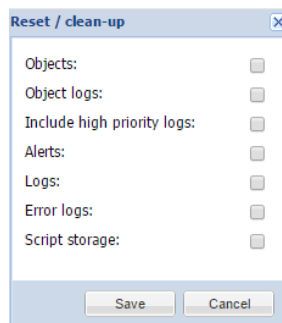 Reset / clean-up
Objects:
Object logs:
Include high priority logs:
Alerts:
Logs:
Error logs:
Script storage:
Save Cancel